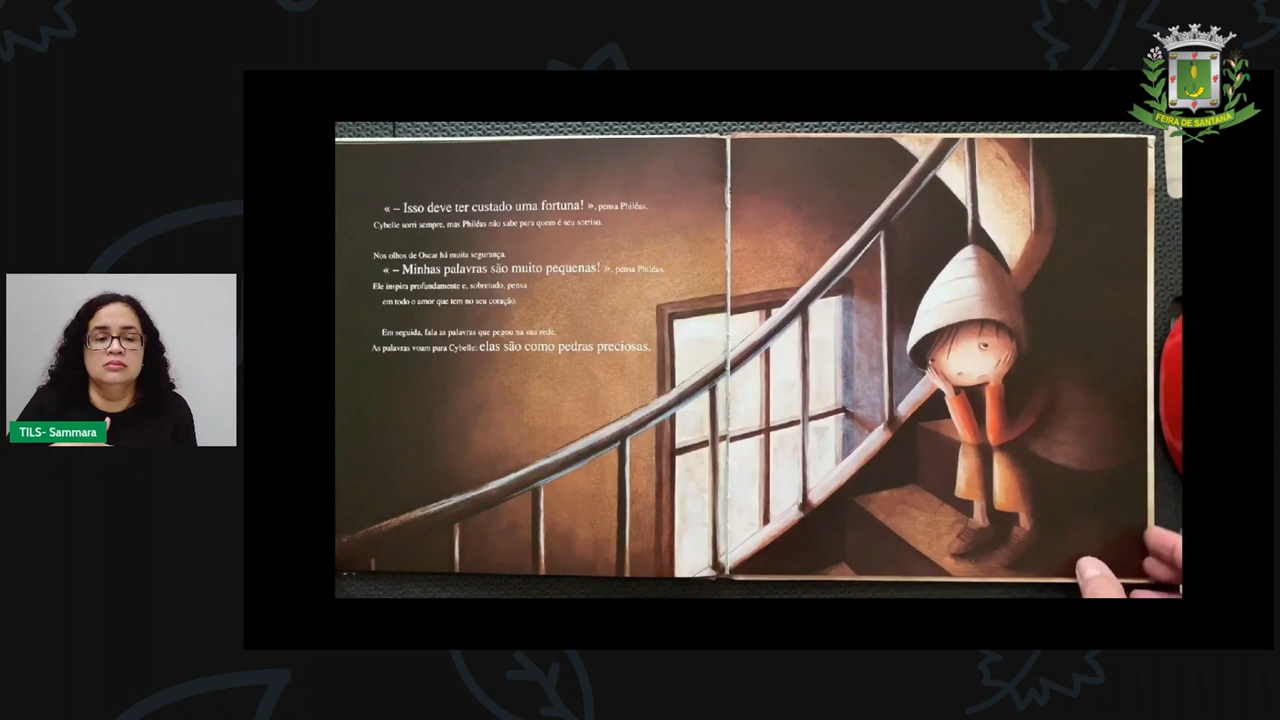 « – Isso deve ter custado uma fortuna! », pensa Philéas.
Cybelle sorri sempre, mas Philéas não sabe para quem é seu sorriso.
Nos olhos de Oscar há muita segurança.
« – Minhas palavras são muito pequenas! », pensa Philéas.
Ele inspira profundamente e, sobretudo, pensa
em todo o amor que tem no seu coração.
Em seguida, fala as palavras que pegou na sua rede.
As palavras voam para Cybelle: elas são como pedras preciosas.
TILS- Sammara
FEIRA DE SANTANA